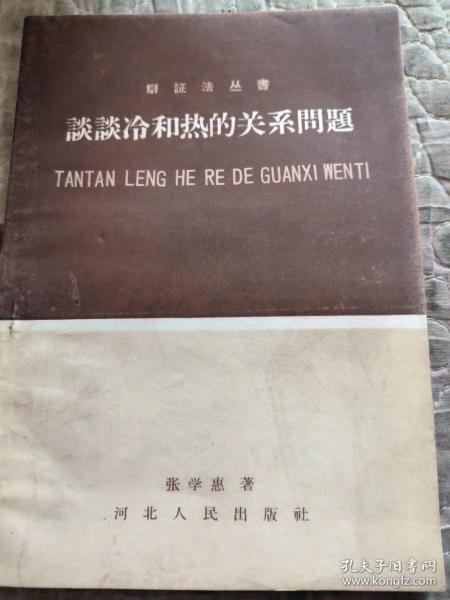 辯証法丛書
談談冷和热的关系問題
TANTAN LENG HE RE DE GUANXI WENTI
张学惠著
河北人民出版社
孔夫子旧书网
www.kongfz.com